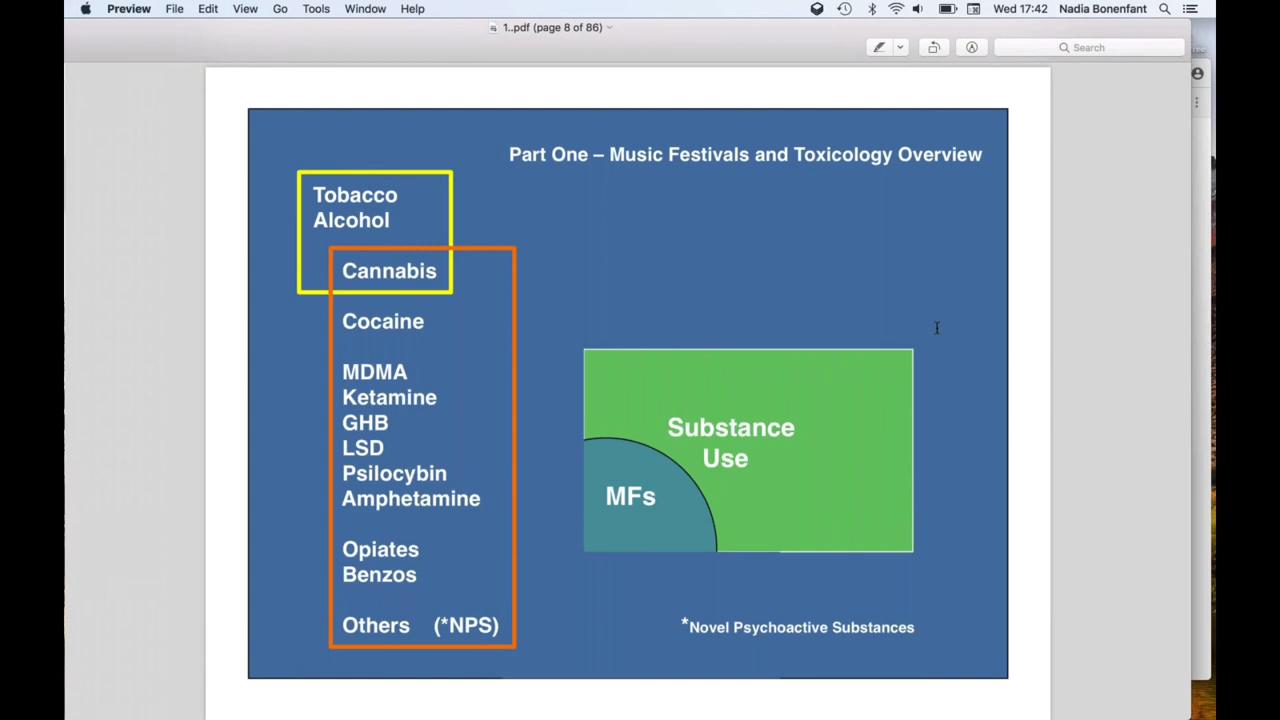 Preview File Edit View Go Tools Window Help Wed 17:42 Nadia Bonenfant
1..pdf (page 8 of 86)
Search
Part One – Music Festivals and Toxicology Overview
Tobacco
Alcohol
Cannabis
Cocaine
MDMA
Ketamine
GHB
LSD
Psilocybin
Amphetamine
Opiates
Benzos
Others (*NPS)
Substance
Use
MFs
*Novel Psychoactive Substances